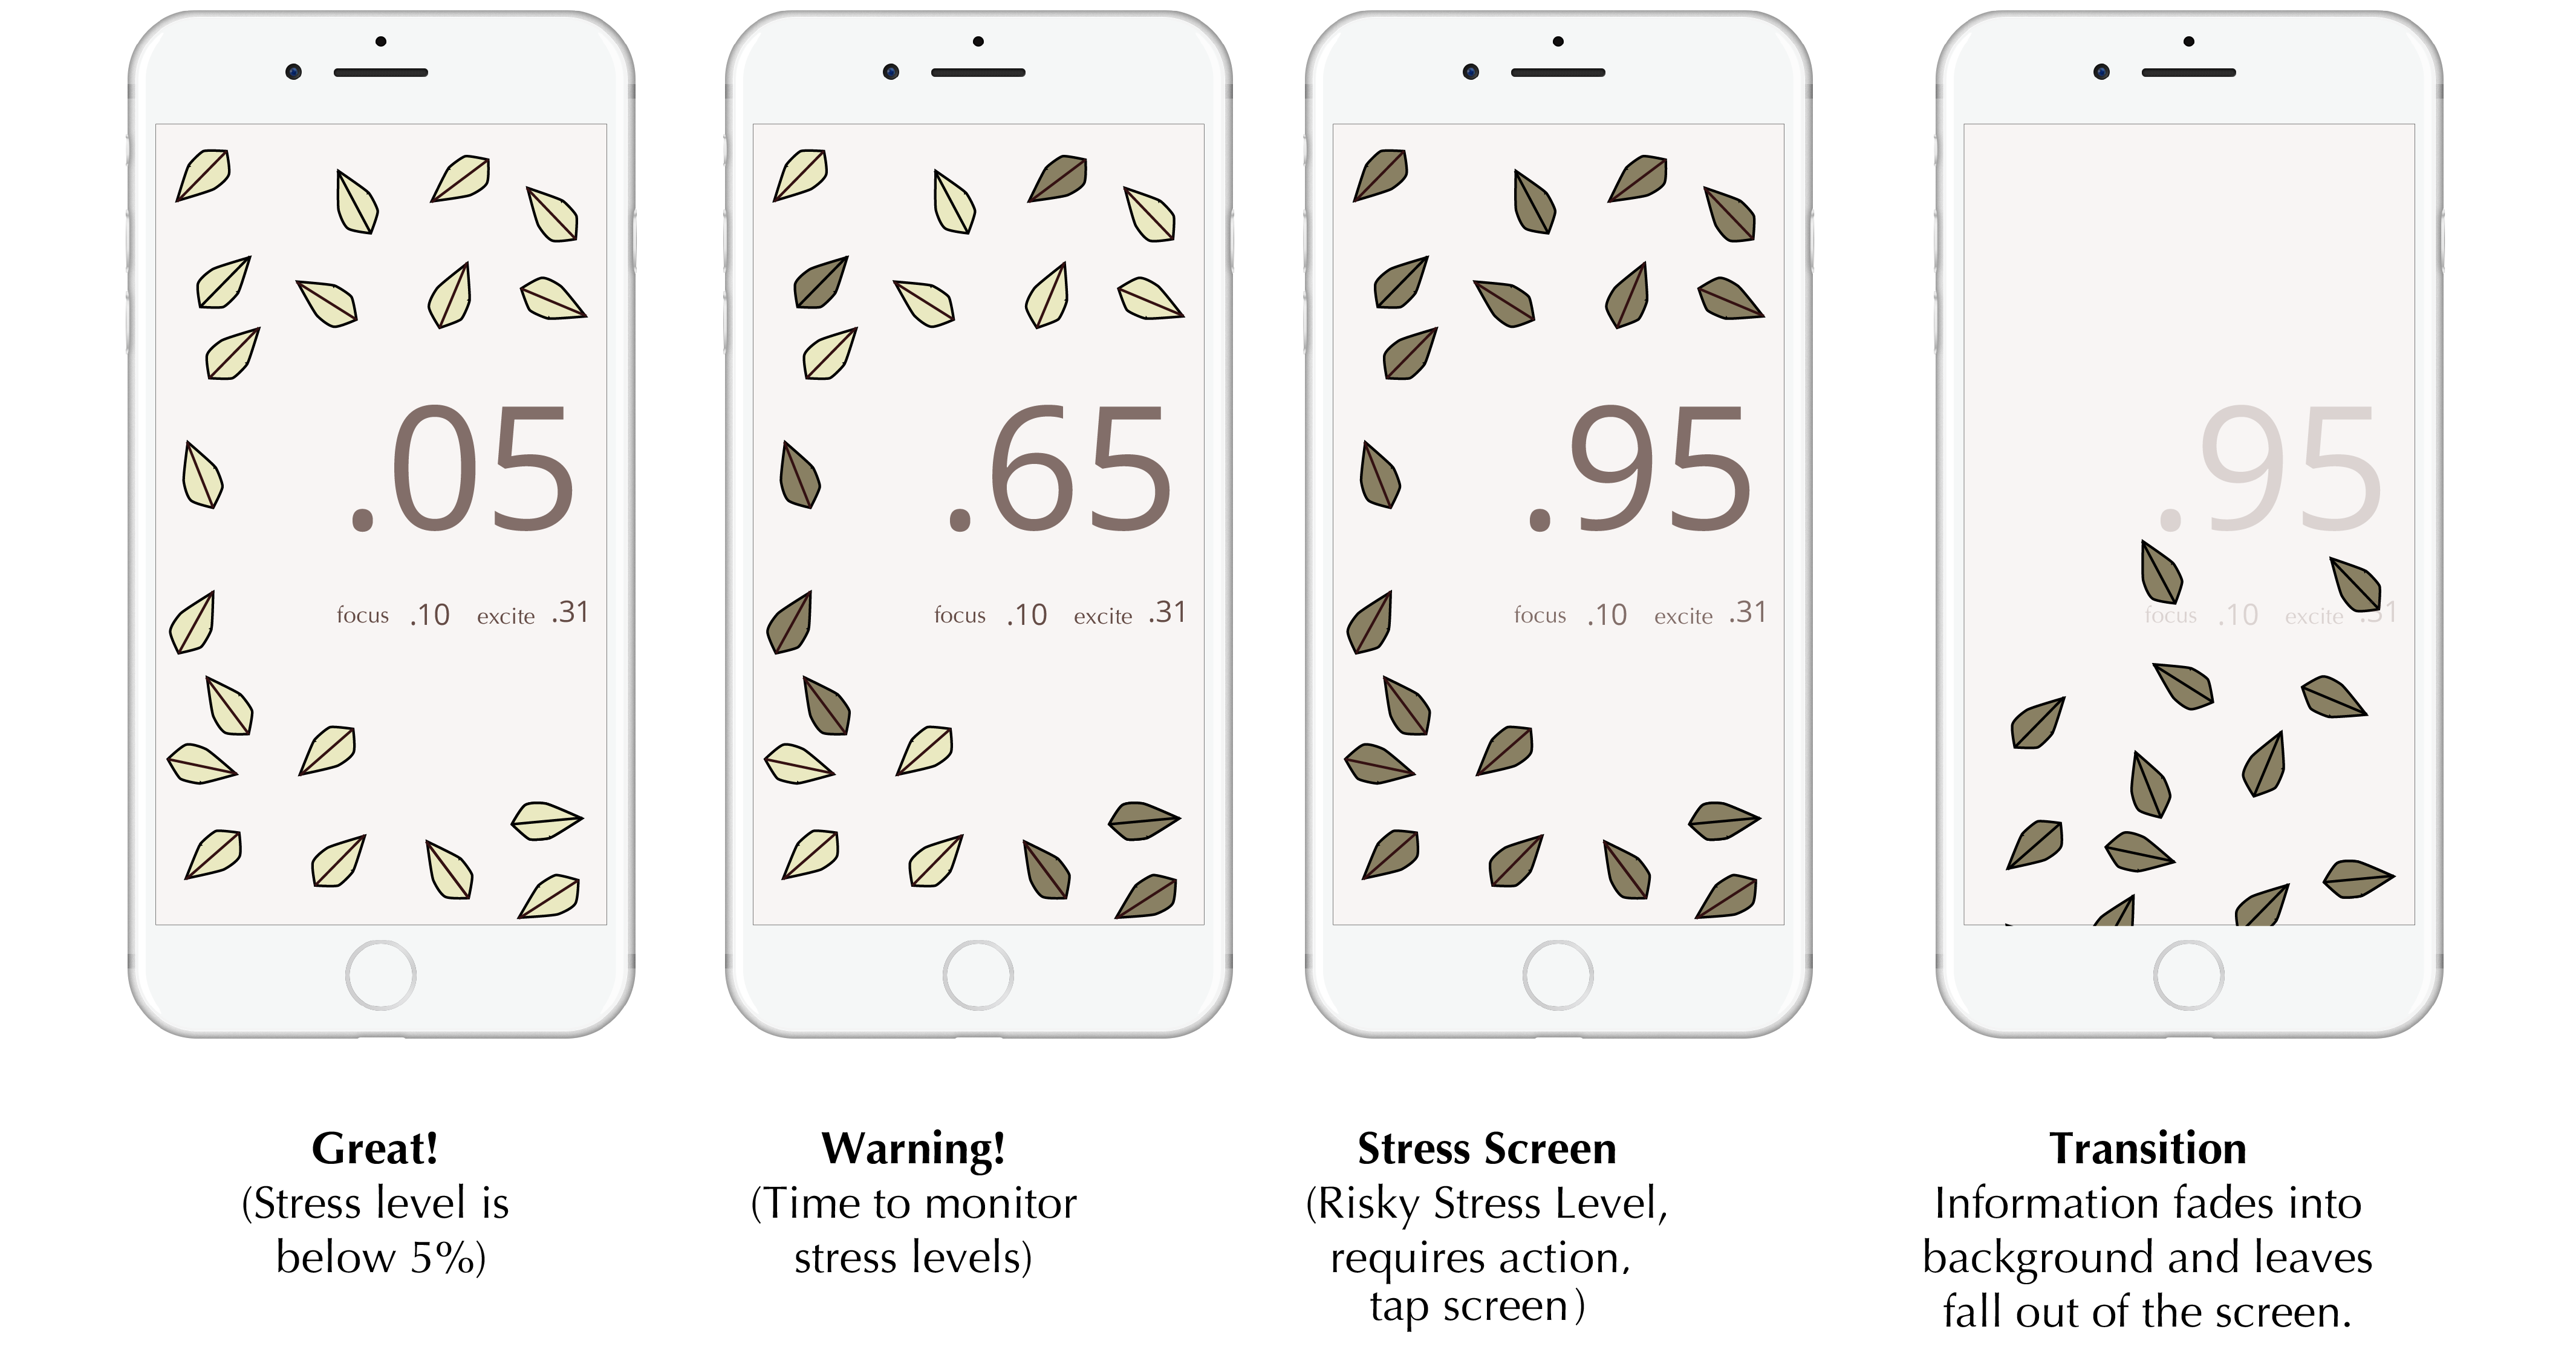 .05
focus .10 excite .31
Great!
(Stress level is
below 5%)
.65
focus .10 excite .31
Warning!
(Time to monitor
stress levels)
.95
focus .10 excite .31
Stress Screen
(Risky Stress Level,
requires action,
tap screen)
.95
focus .10 excite .31
Transition
Information fades into
background and leaves
fall out of the screen.